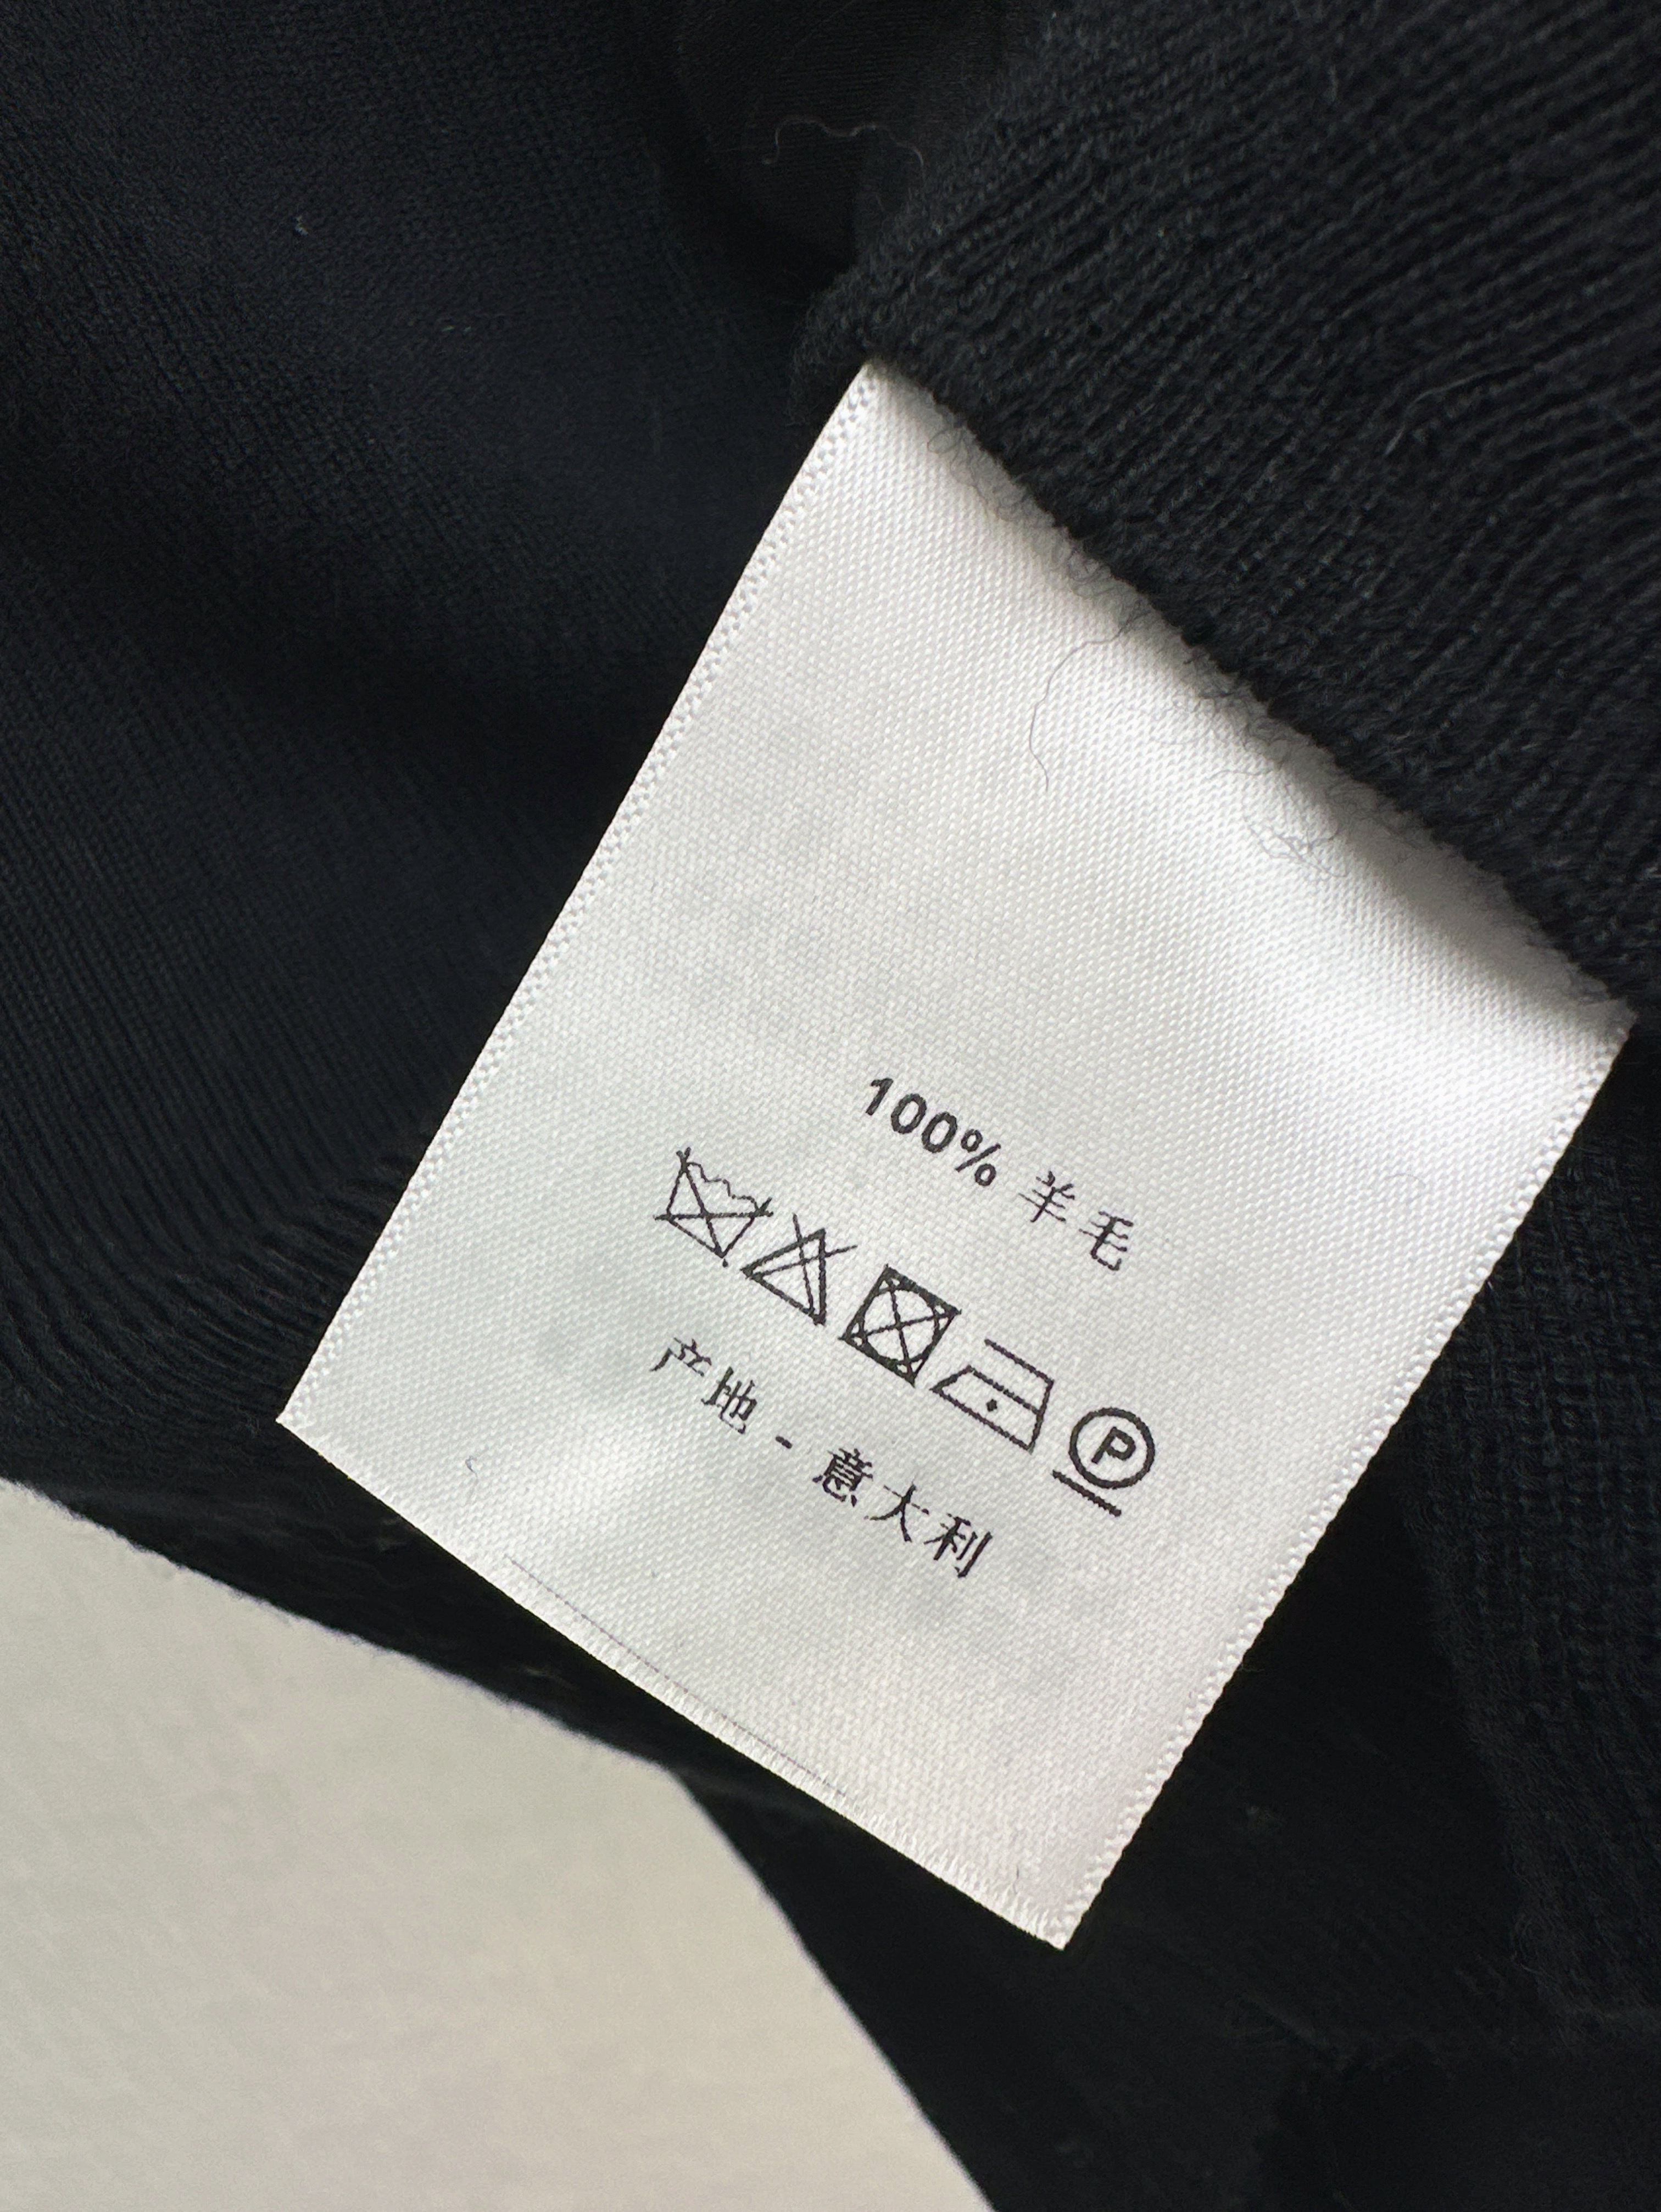 100% 羊毛
P
产地 - 意大利